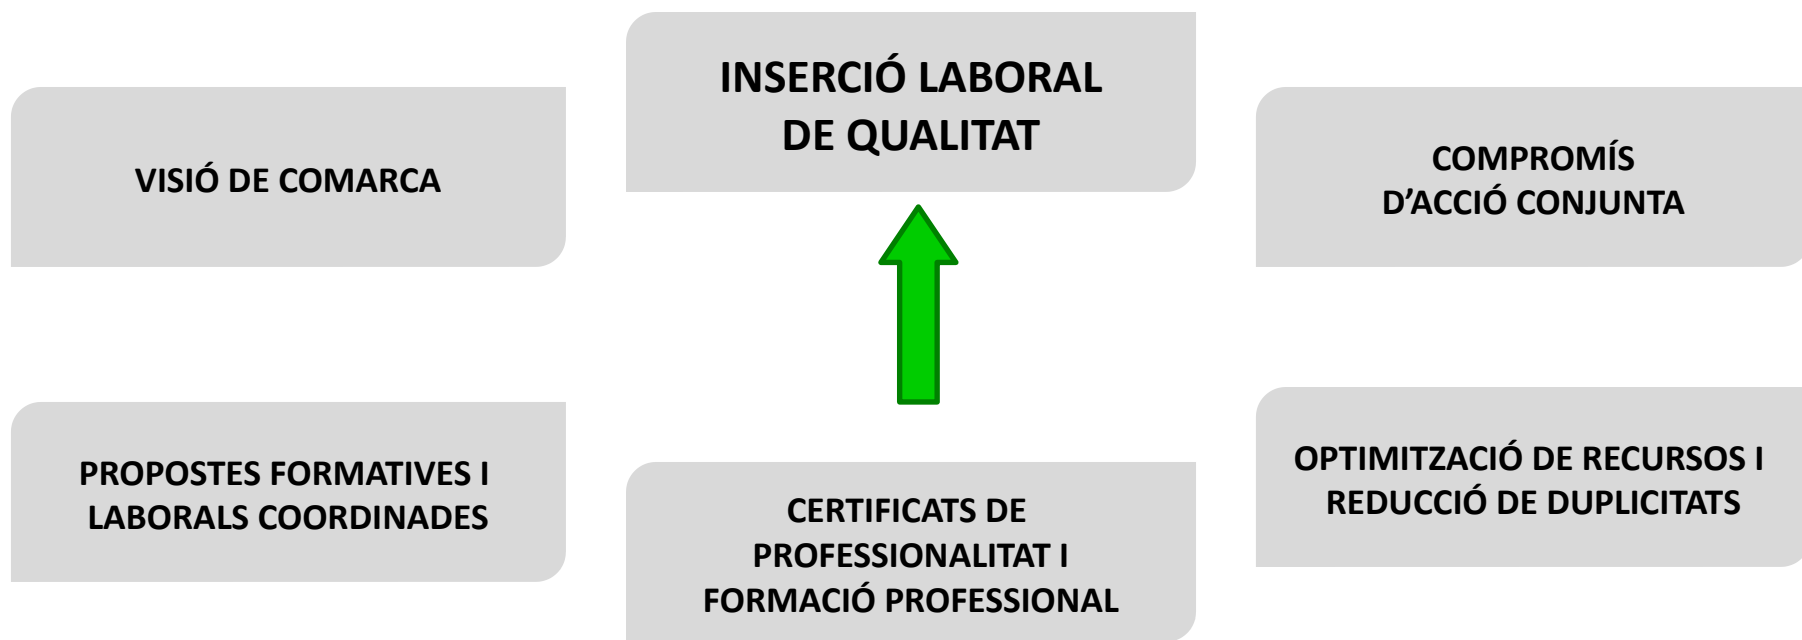 INSERCIÓ LABORAL
DE QUALITAT
VISIÓ DE COMARCA
COMPROMÍS
D’ACCIÓ CONJUNTA
PROPOSTES FORMATIVES I
LABORALS COORDINADES
CERTIFICATS DE
PROFESSIONALITAT I
FORMACIÓ PROFESSIONAL
OPTIMITZACIÓ DE RECURSOS I
REDUCCIÓ DE DUPLICITATS